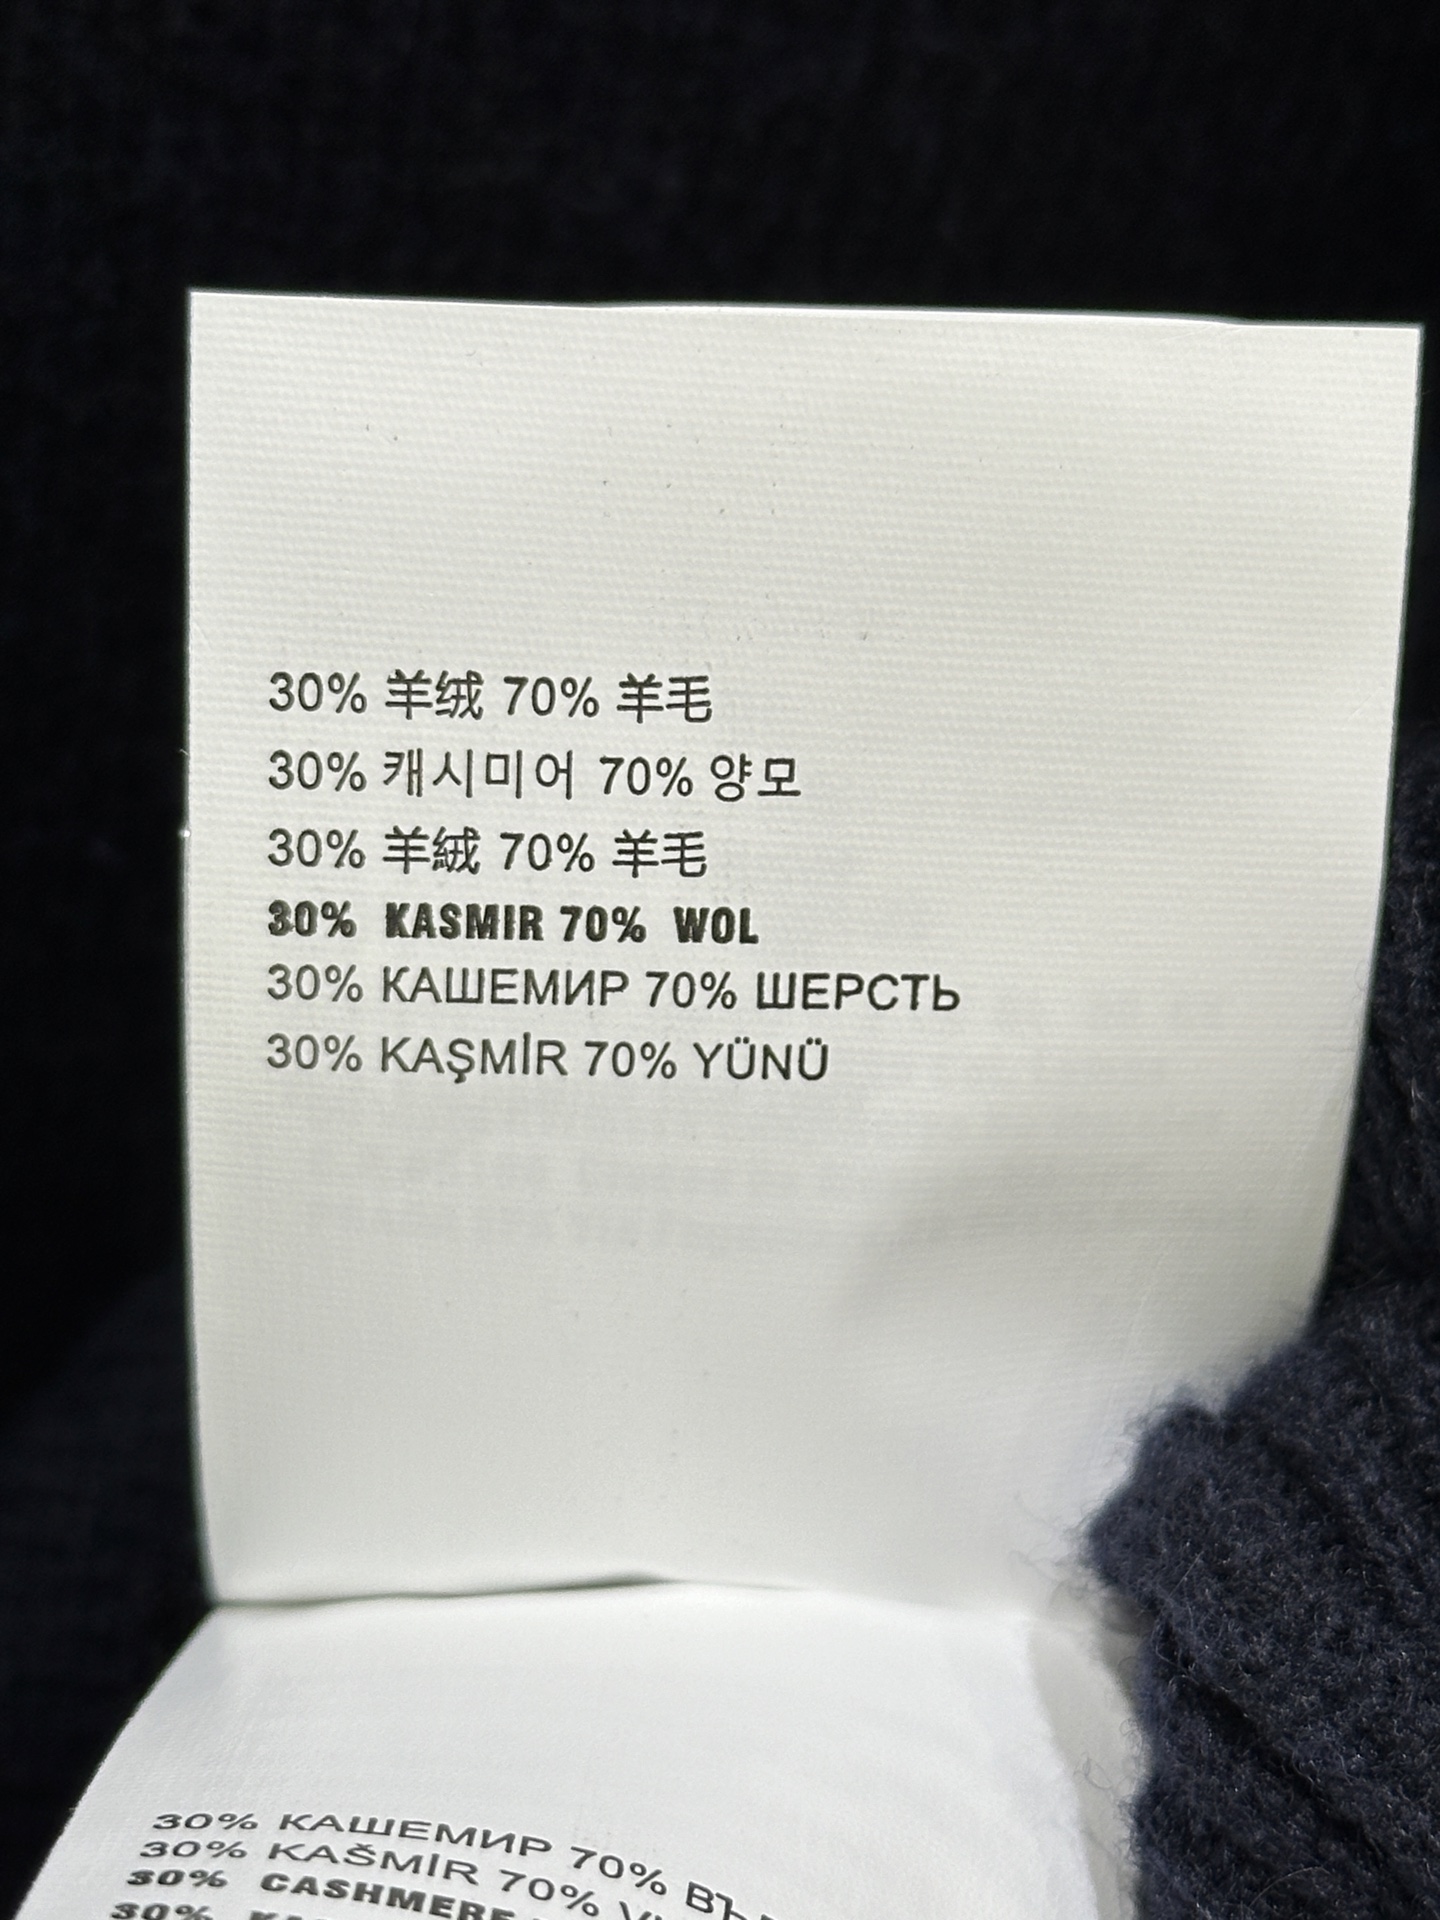 30% 羊绒 70% 羊毛
30% 캐시미어 70% 양모
30% 羊絨 70% 羊毛
30% KASMIR 70% WOL
30% КАШЕМИР 70% ШЕРСТЬ
30% KAŞMİR 70% YÜNÜ
30% КАШЕМИР 70%
30% KAŠMİR 70%
30% CASHMERE
30%